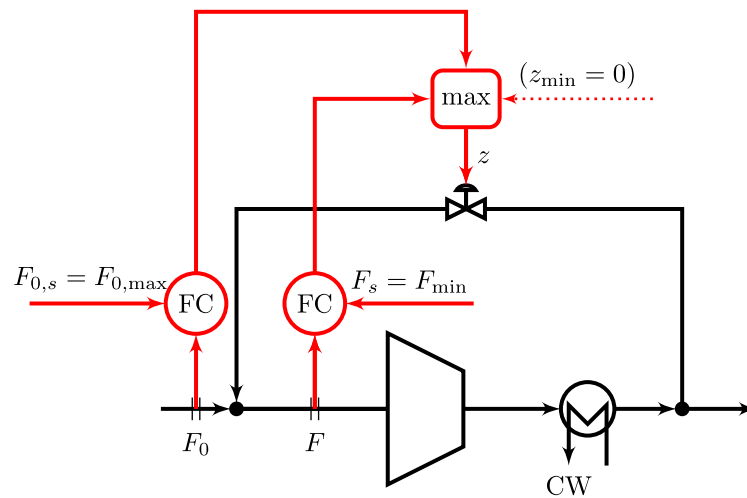 max
(z_min = 0)
z
F_{0,s} = F_{0,max}
FC
FC
F_s = F_min
F_0
F
CW